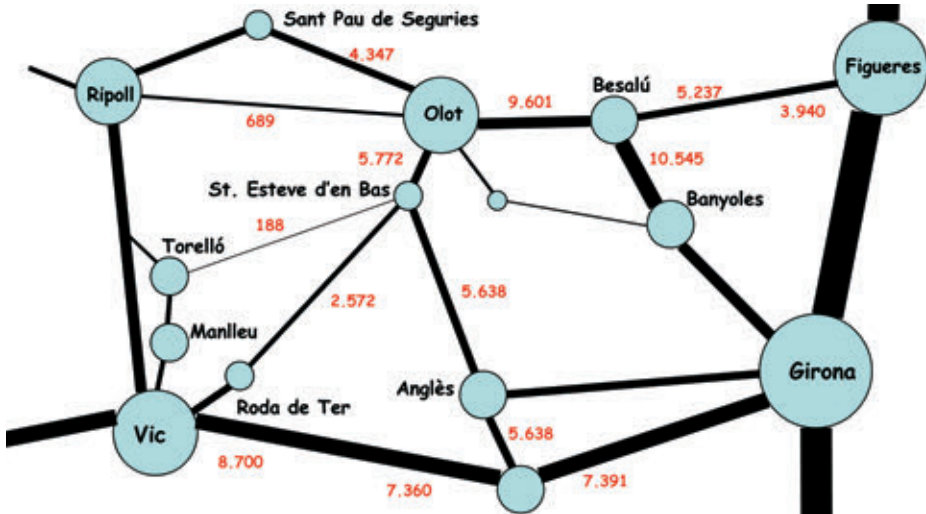 Sant Pau de Seguries
4.347
Figueres
Besalú
5.237
Ripoll
9.601
Olot
3.940
689
5.772
10.545
St. Esteve d'en Bas
Banyoles
188
Torelló
2.572
5.638
Manlleu
Girona
Anglès
Roda de Ter
Vic
5.638
8.700
7.360
7.391